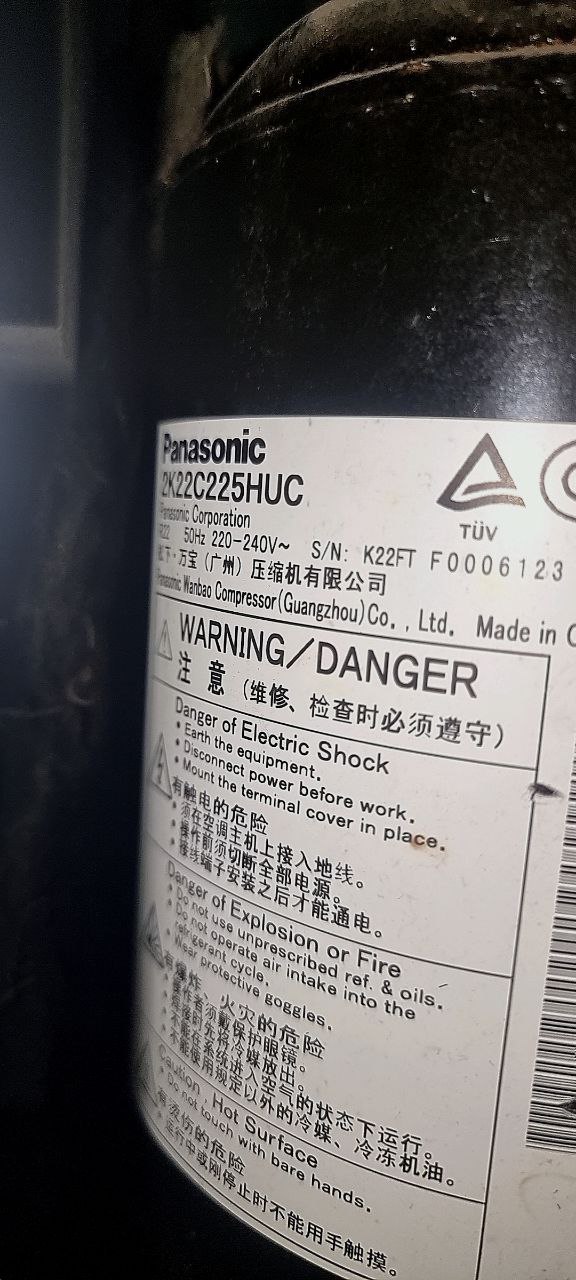 Panasonic
2K22C225HUC
Panasonic Corporation
R22 50Hz 220-240V~ S/N: K22FT F0006123
TÜV
松下·万宝(广州)压缩机有限公司
Panasonic Wanbao Compressor(Guangzhou)Co., Ltd. Made in C
WARNING/DANGER
注 意 (维修、检查时必须遵守)
Danger of Electric Shock
• Earth the equipment.
• Disconnect power before work.
• Mount the terminal cover in place.
有触电的危险
• 须在空调主机上接入地线。
• 操作前须切断全部电源。
• 接线端子安装之后才能通电。
Danger of Explosion or Fire
• Do not use unprescribed ref. & oils.
• Do not operate air intake into the
refrigerant cycle.
• Wear protective goggles.
有爆炸、火灾的危险
• 操作者须戴保护眼镜。
• 焊接时先将冷媒放出。
• 不能在系统进入空气的状态下运行。
• 不能使用规定以外的冷媒、冷冻机油。
Caution, Hot Surface
• Do not touch with bare hands.
有烫伤的危险
• 运行中或刚停止时不能用手触摸。